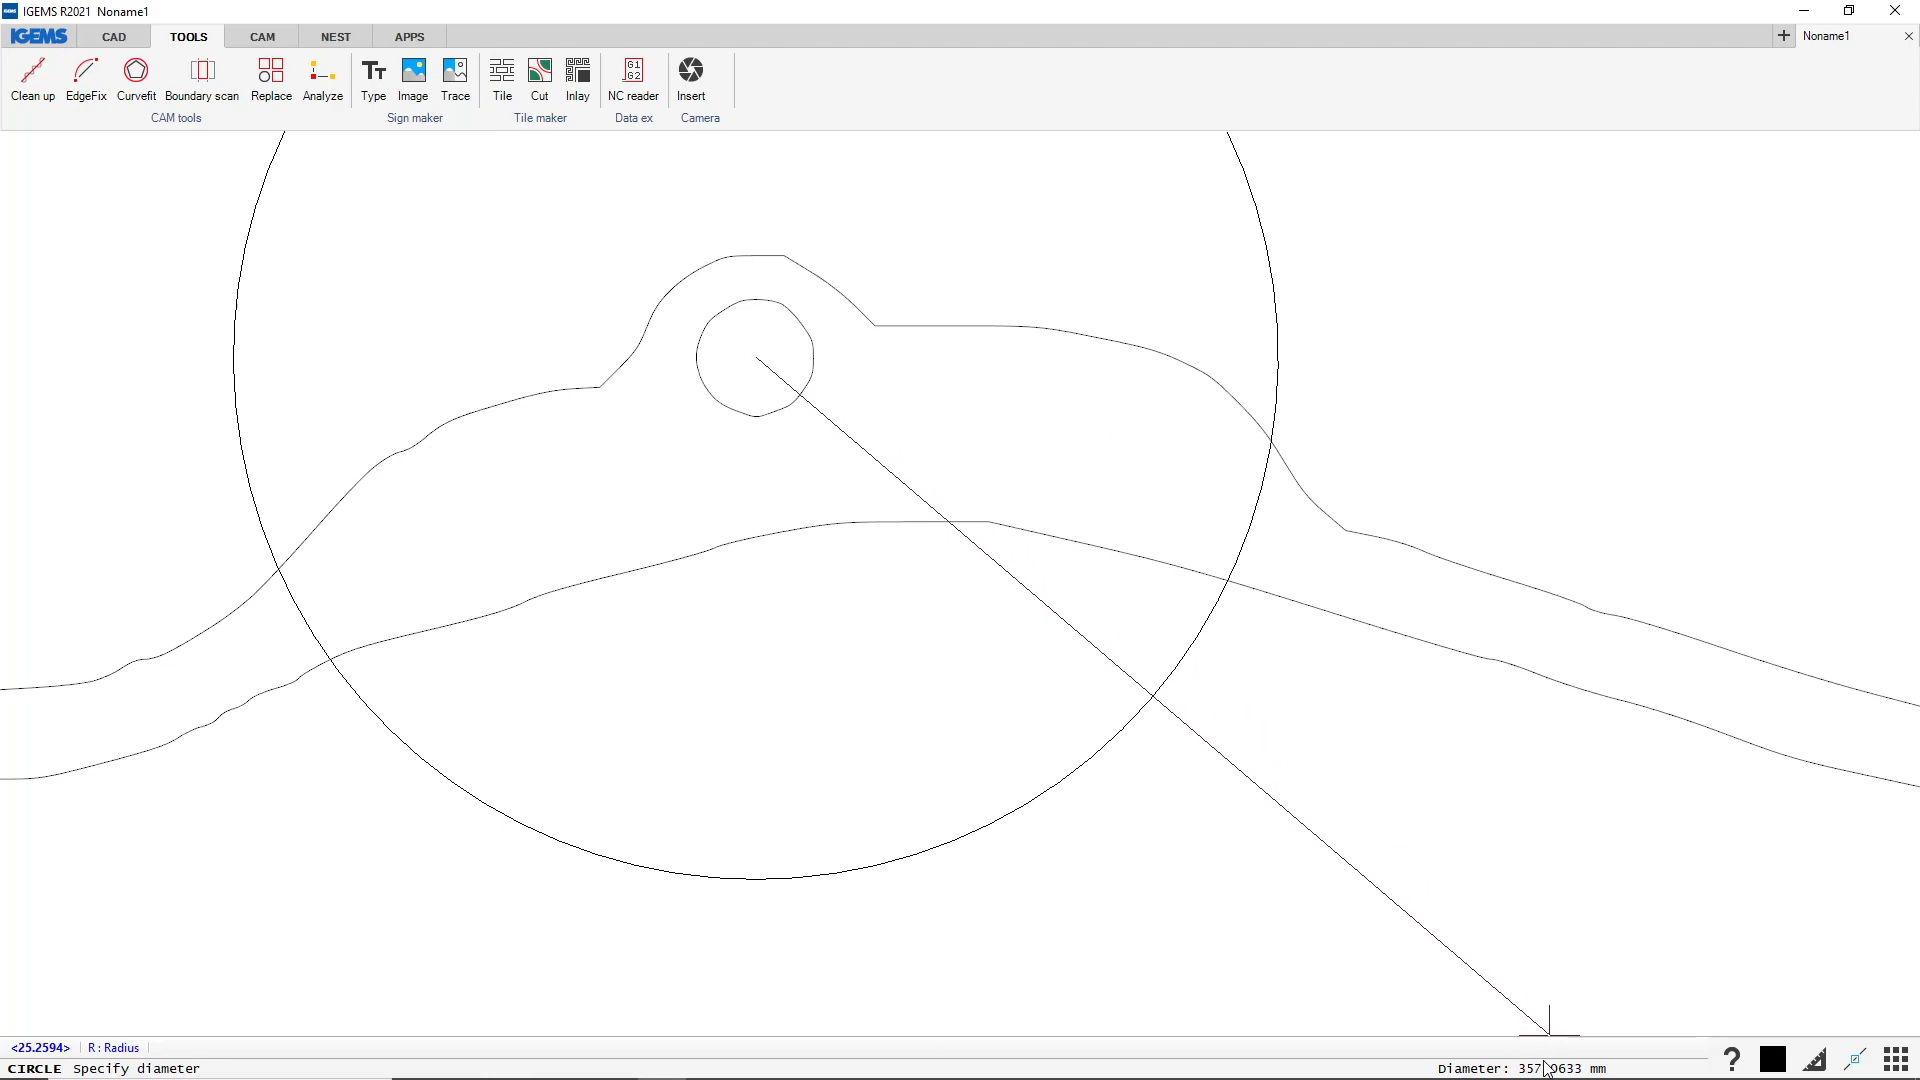 IGEMS R2021 Noname1
IGEMS CAD TOOLS CAM NEST APPS Noname1
G1
G2
Clean up EdgeFix Curvefit Boundary scan Replace Analyze Type Image Trace Tile Cut Inlay NC reader Insert
CAM tools Sign maker Tile maker Data ex Camera
<25.2594> R : Radius
CIRCLE Specify diameter Diameter: mm